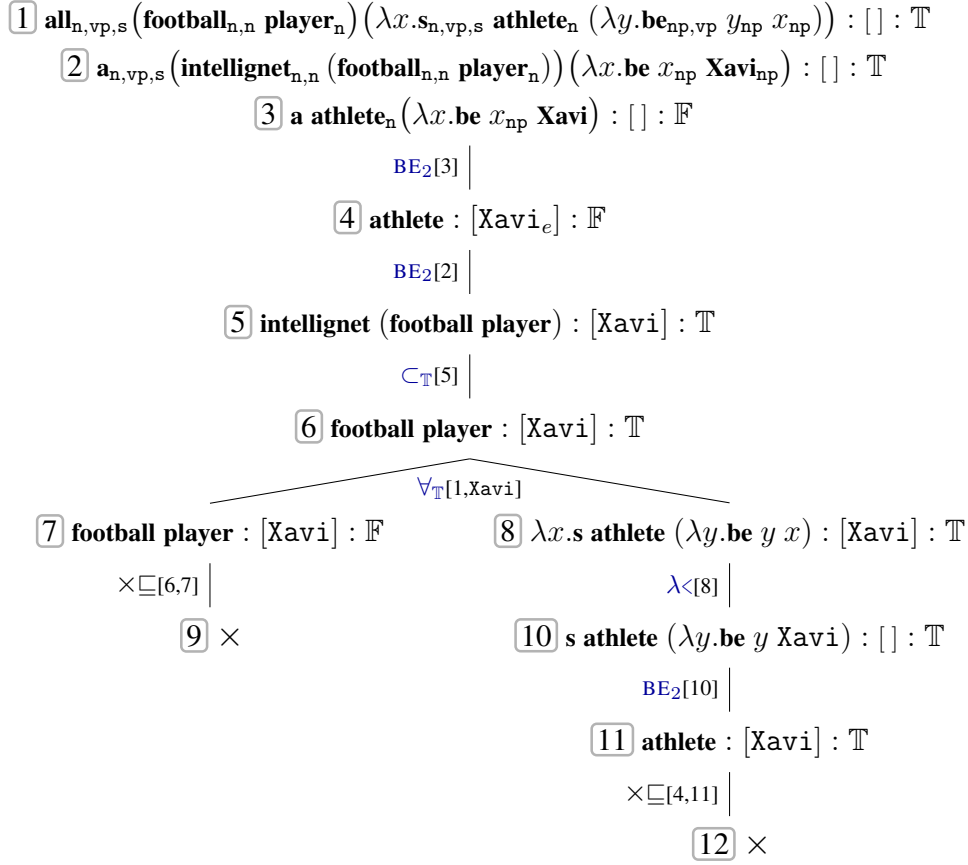 1 all_{n,vp,s}(football_{n,n} player_n)(λx.s_{n,vp,s} athlete_n (λy.be_{np,vp} y_{np} x_{np})) : [ ] : 𝕋
2 a_{n,vp,s}(intellignet_{n,n} (football_{n,n} player_n))(λx.be x_{np} Xavi_{np}) : [ ] : 𝕋
3 a athlete_n(λx.be x_{np} Xavi) : [ ] : 𝔽
BE₂[3]
4 athlete : [Xavi_e] : 𝔽
BE₂[2]
5 intellignet (football player) : [Xavi] : 𝕋
⊂_𝕋[5]
6 football player : [Xavi] : 𝕋
∀_𝕋[1,Xavi]
7 football player : [Xavi] : 𝔽
8 λx.s athlete (λy.be y x) : [Xavi] : 𝕋
×⊑[6,7]
λ<[8]
9 ×
10 s athlete (λy.be y Xavi) : [ ] : 𝕋
BE₂[10]
11 athlete : [Xavi] : 𝕋
×⊑[4,11]
12 ×